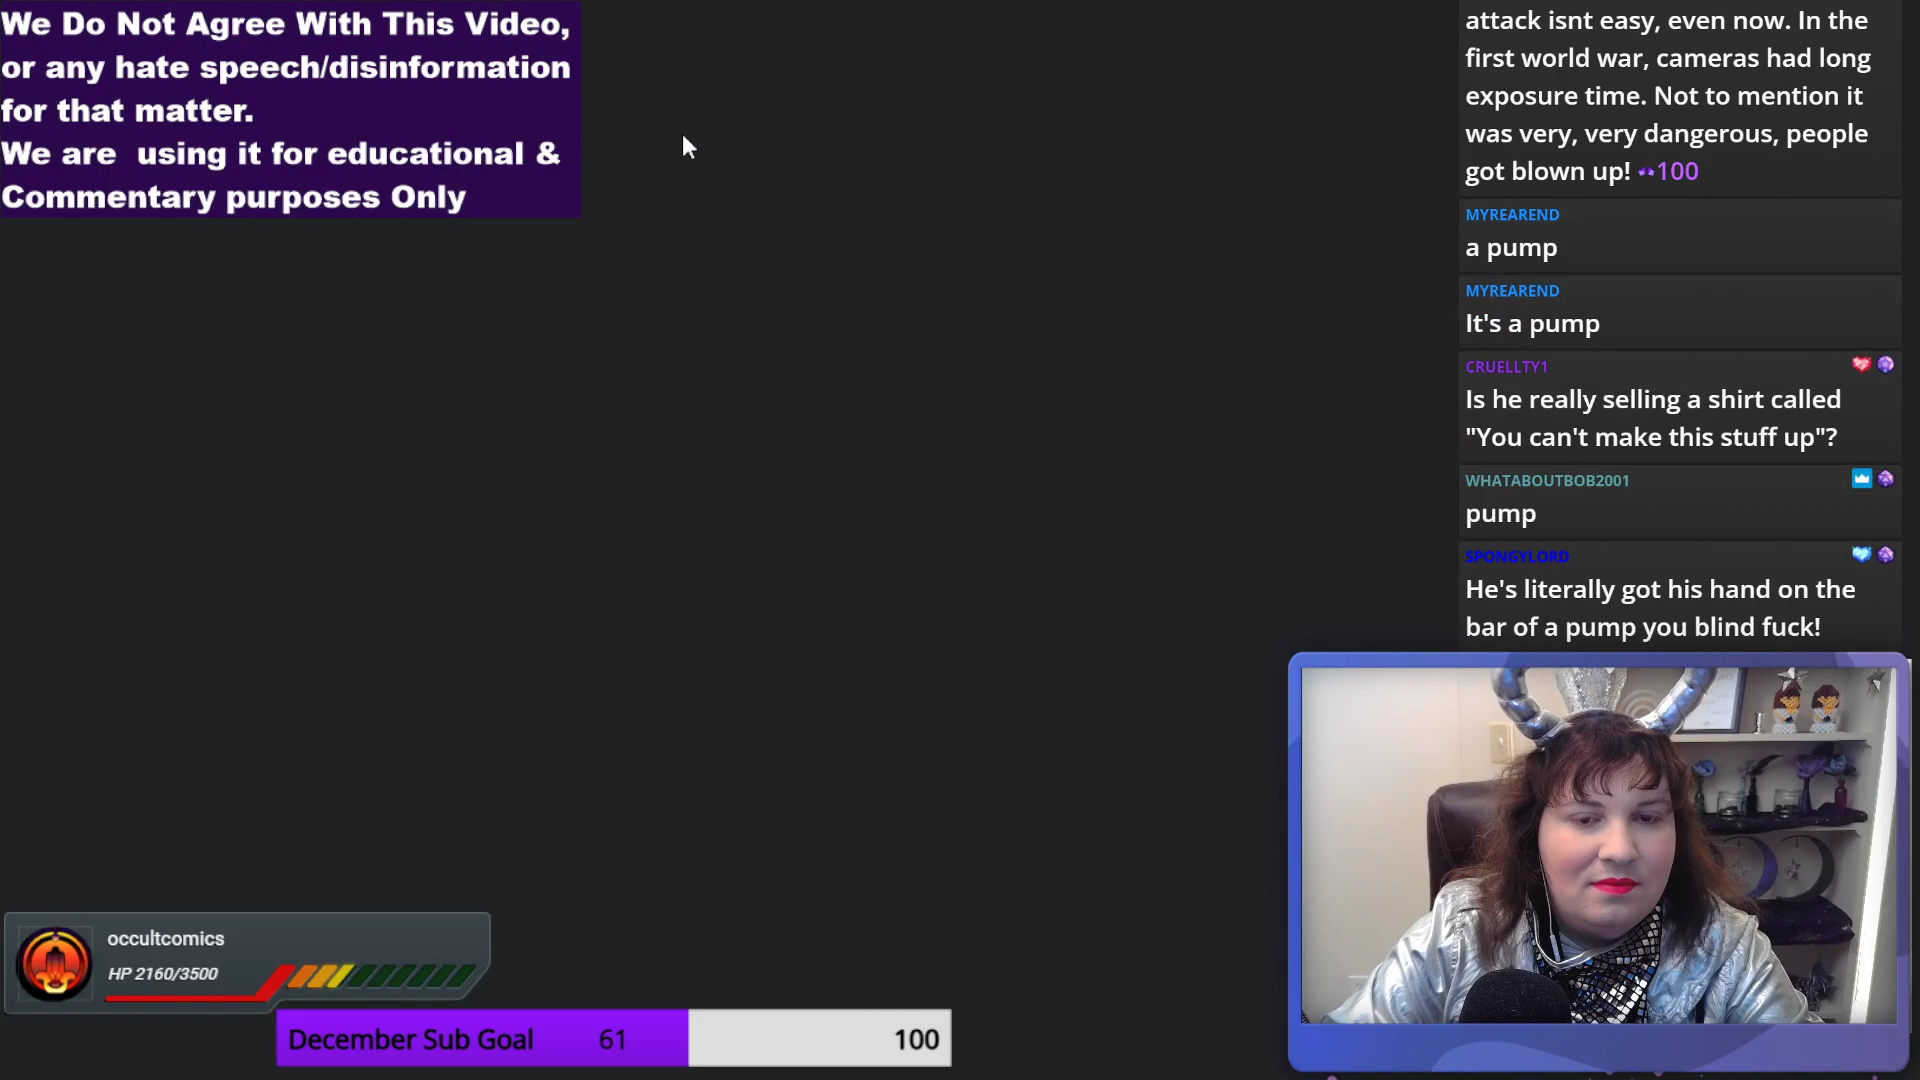 We Do Not Agree With This Video,
or any hate speech/disinformation
for that matter.
We are  using it for educational &
Commentary purposes Only
attack isnt easy, even now. In the
first world war, cameras had long
exposure time. Not to mention it
was very, very dangerous, people
got blown up! 100
MYREAREND
a pump
MYREAREND
It's a pump
CRUELLTY1
Is he really selling a shirt called
"You can't make this stuff up"?
WHATABOUTBOB2001
pump
SPONGYLORD
He's literally got his hand on the
bar of a pump you blind fuck!
occultcomics
HP 2160/3500
December Sub Goal 61 100